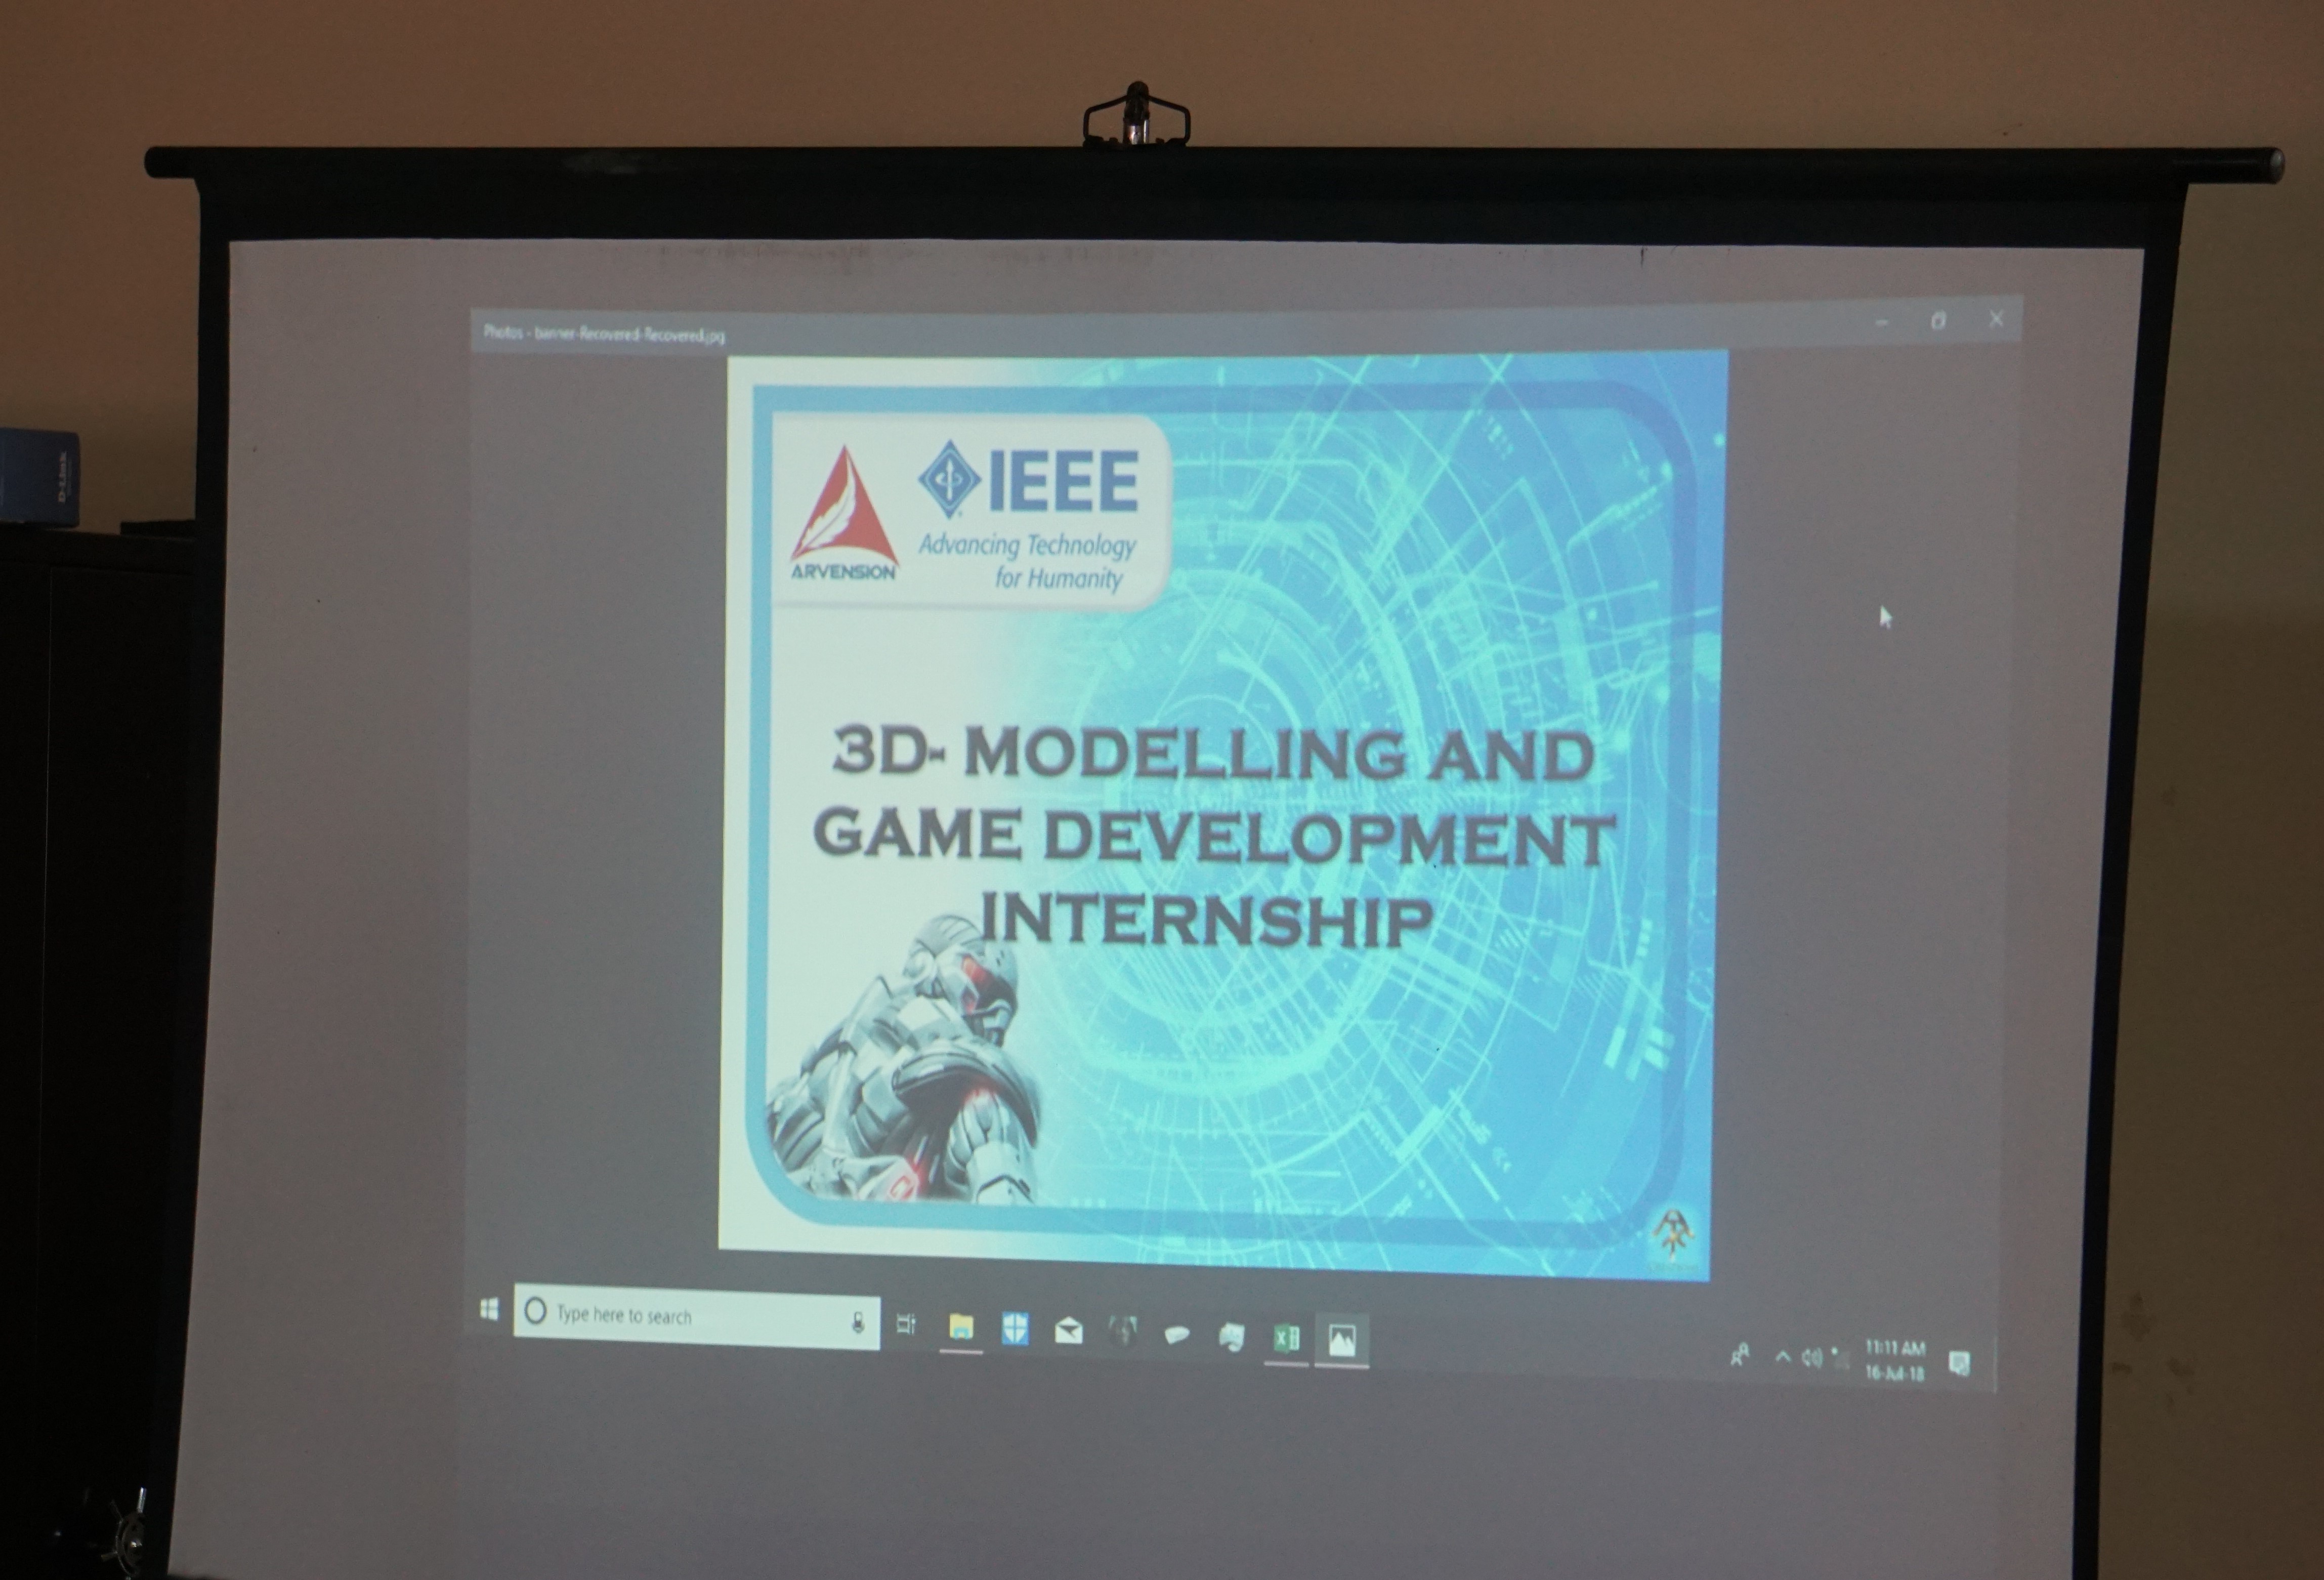 Photos - banner-Recovered-Recovered.jpg
D-Link
ARVENSION
IEEE
Advancing Technology
for Humanity
3D- MODELLING AND
GAME DEVELOPMENT
INTERNSHIP
Type here to search
11:11 AM
16-Jul-18